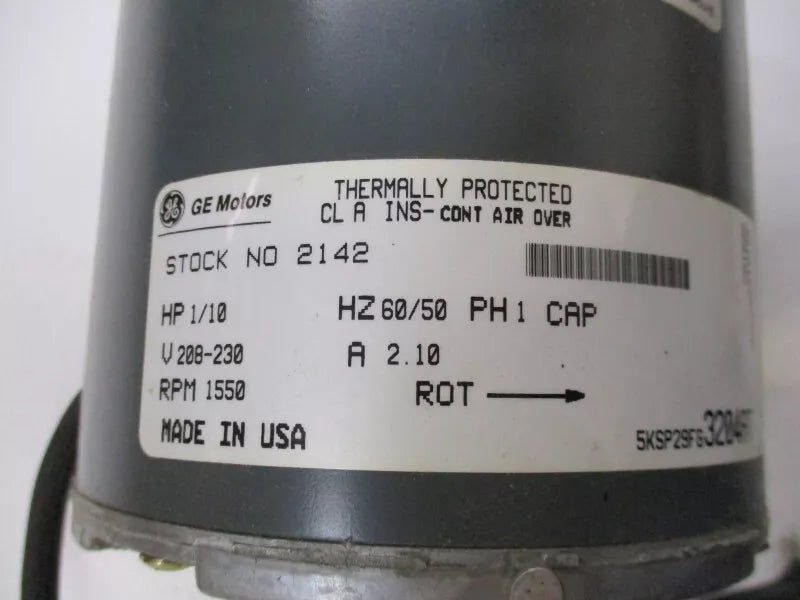 GE Motors
THERMALLY PROTECTED
CL A INS-CONT AIR OVER
STOCK NO 2142
HP 1/10 HZ 60/50 PH 1 CAP
V 208-230 A 2.10
RPM 1550 ROT
MADE IN USA